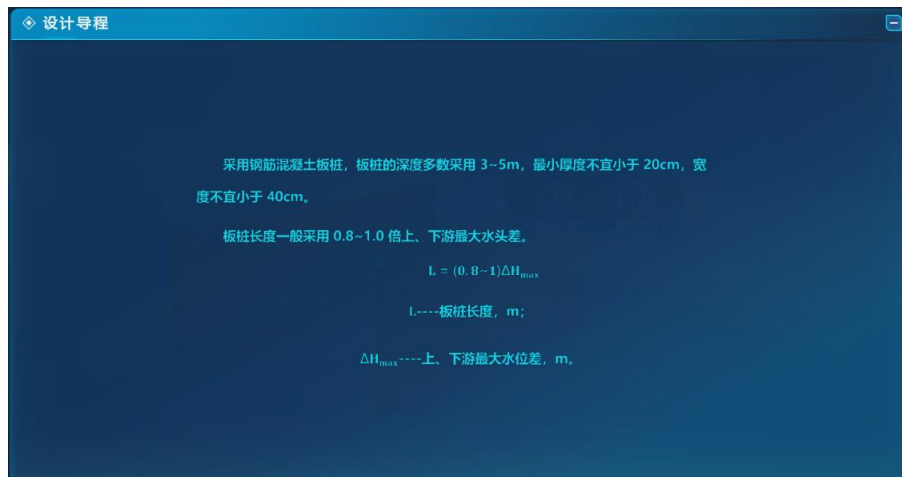 设计导程
采用钢筋混凝土板桩，板桩的深度多数采用 3~5m，最小厚度不宜小于 20cm，宽
度不宜小于 40cm。
板桩长度一般采用 0.8~1.0 倍上、下游最大水头差。
L = (0.8~1)ΔHmax
L----板桩长度，m；
ΔHmax----上、下游最大水位差，m。